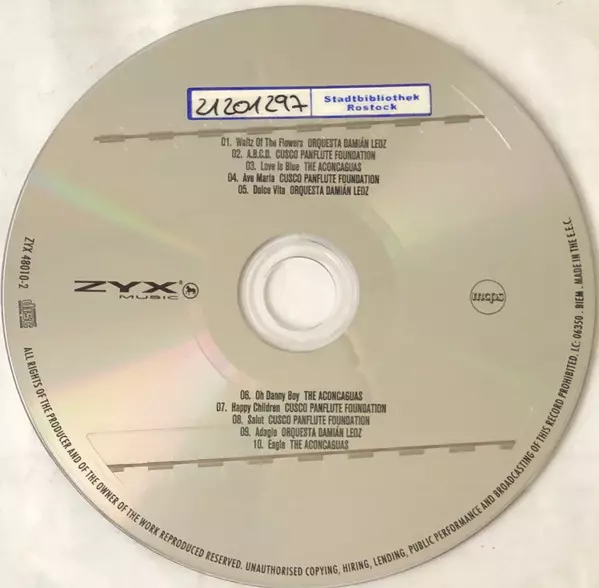 21201297
Stadtbibliothek
Rostock
01. Waltz Of The Flowers ORQUESTA DAMIÁN LEOZ
02. A.B.C.D. CUSCO PANFLUTE FOUNDATION
03. Love Is Blue THE ACONCAGUAS
04. Ave Maria CUSCO PANFLUTE FOUNDATION
05. Dolce Vita ORQUESTA DAMIÁN LEOZ
ZYX 48010-2
ZYX®
MUSIC
mcps
06. Oh Danny Boy THE ACONCAGUAS
07. Happy Children CUSCO PANFLUTE FOUNDATION
08. Salut CUSCO PANFLUTE FOUNDATION
09. Adagio ORQUESTA DAMIÁN LEOZ
10. Eagle THE ACONCAGUAS
ALL RIGHTS OF THE PRODUCER AND OF THE OWNER OF THE WORK REPRODUCED RESERVED. UNAUTHORISED COPYING, HIRING, LENDING, PUBLIC PERFORMANCE AND BROADCASTING OF THIS RECORD PROHIBITED. LC: 06350 . BIEM . MADE IN THE E.E.C.